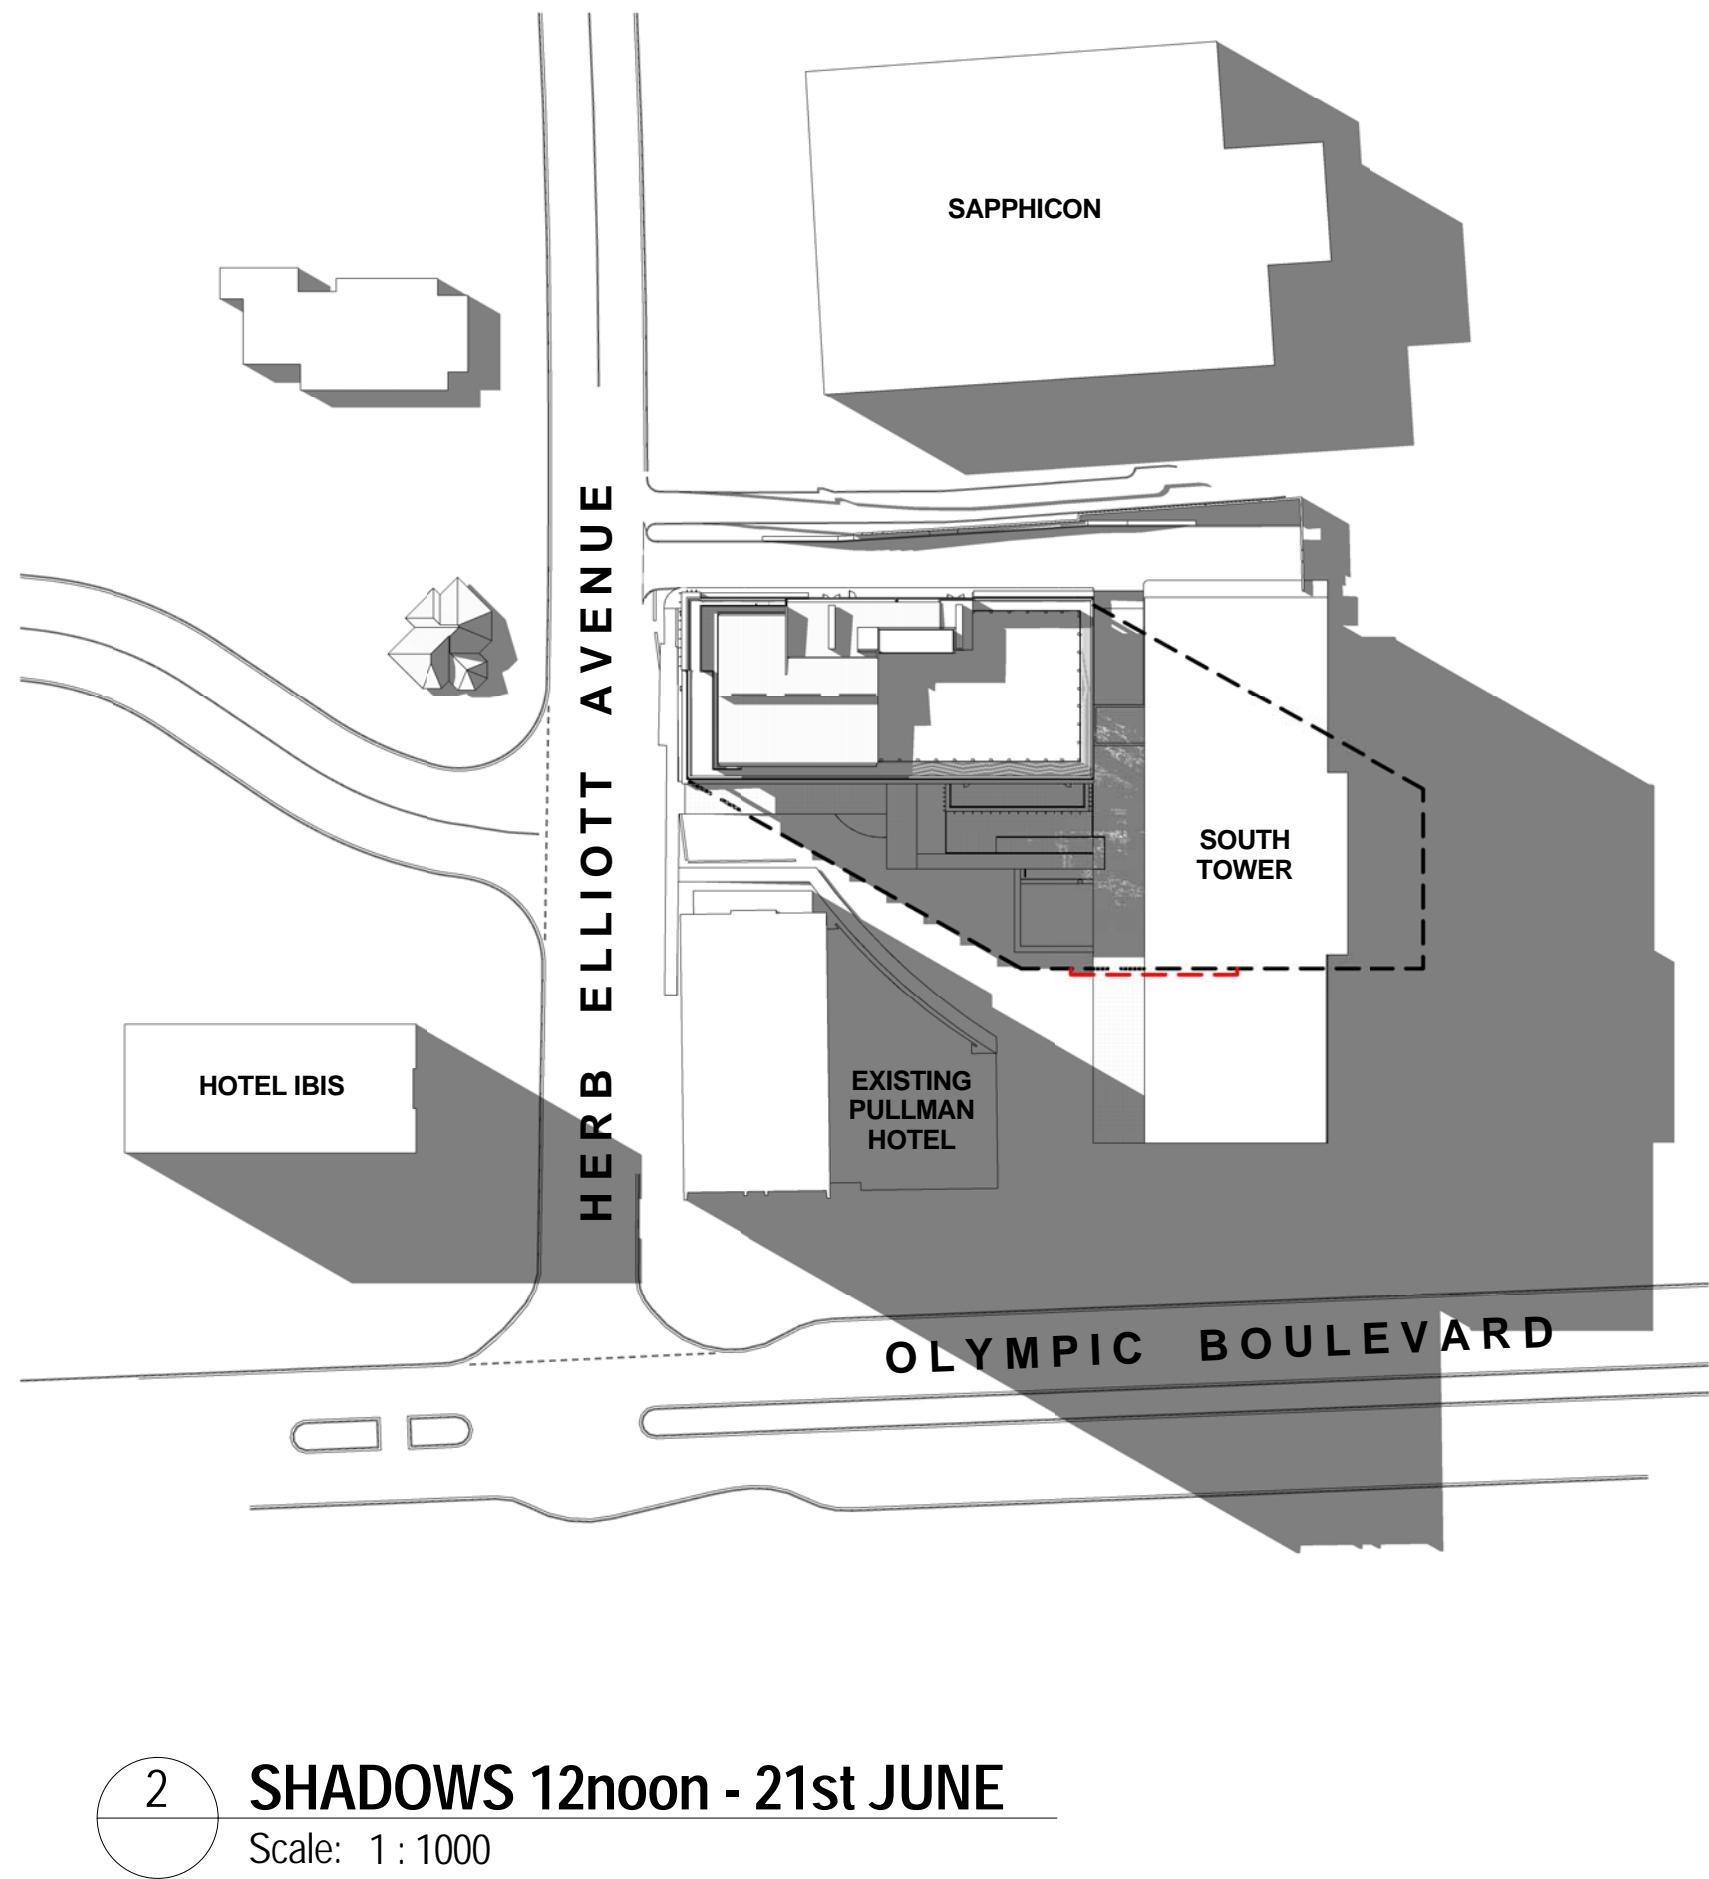 SAPPHICON
HERB ELLIOTT AVENUE
SOUTH
TOWER
HOTEL IBIS
EXISTING
PULLMAN
HOTEL
OLYMPIC BOULEVARD
2
SHADOWS 12noon - 21st JUNE
Scale: 1 : 1000